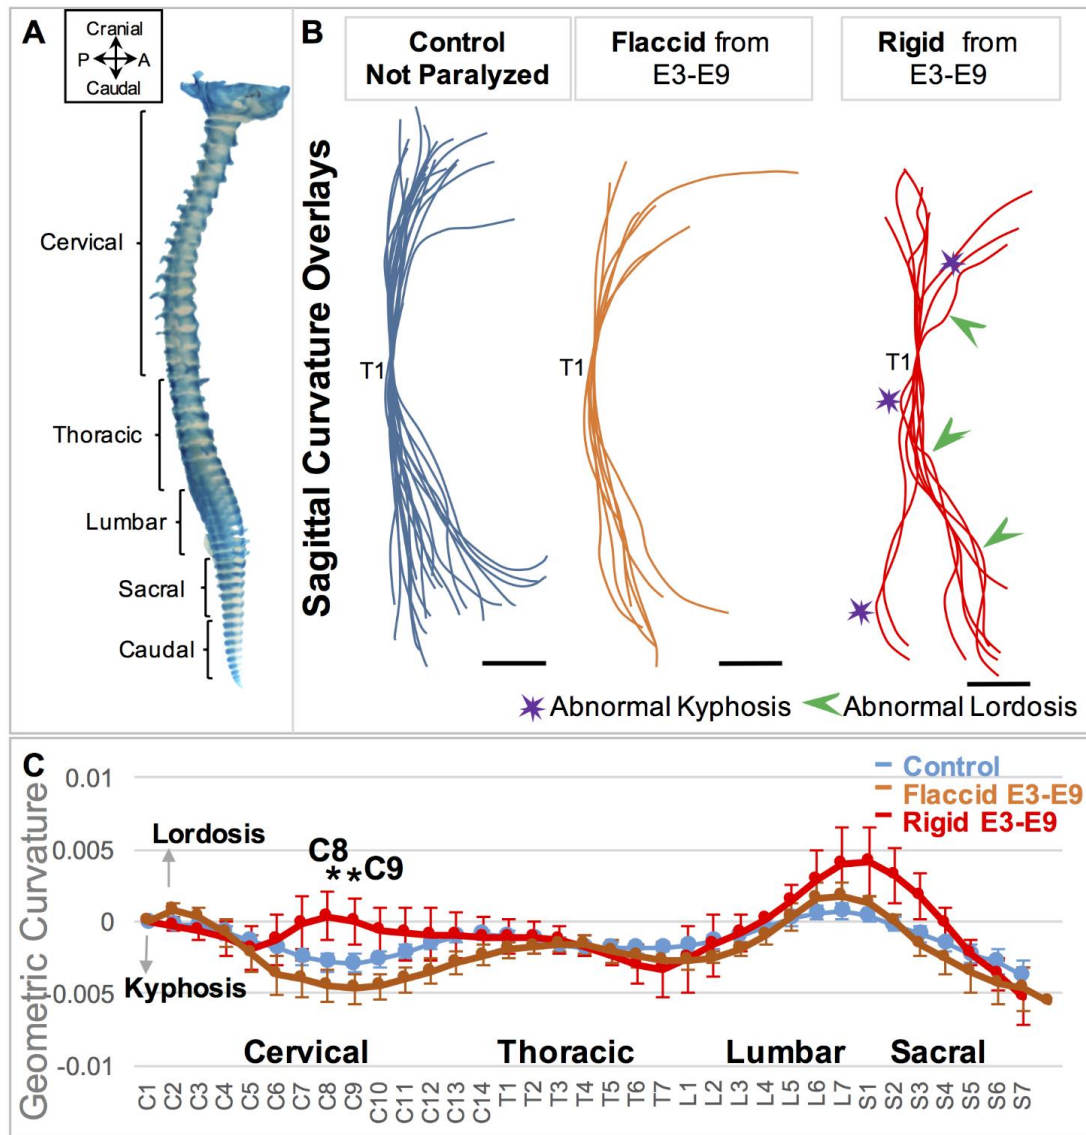 A
Cranial
P A
Caudal
Cervical
Thoracic
Lumbar
Sacral
Caudal
B
Control
Not Paralyzed
Flaccid from
E3-E9
Rigid from
E3-E9
Sagittal Curvature Overlays
T1
T1
T1
Abnormal Kyphosis
Abnormal Lordosis
C
Geometric Curvature
0.01
0.005
0
-0.005
-0.01
Control
Flaccid E3-E9
Rigid E3-E9
Lordosis
Kyphosis
C8
* *C9
Cervical
Thoracic
Lumbar
Sacral
C1
C2
C3
C4
C5
C6
C7
C8
C9
C10
C11
C12
C13
C14
T1
T2
T3
T4
T5
T6
T7
L1
L2
L3
L4
L5
L6
L7
S1
S2
S3
S4
S5
S6
S7